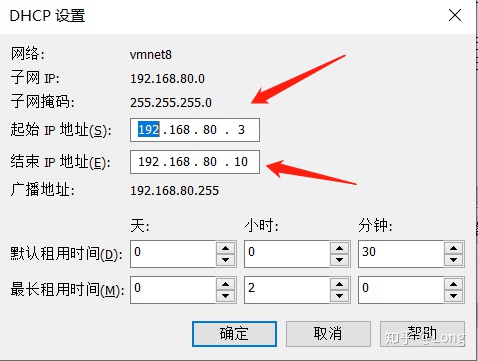 DHCP 设置
网络: vmnet8
子网 IP: 192.168.80.0
子网掩码: 255.255.255.0
起始 IP 地址(S): 192 .168 . 80 . 3
结束 IP 地址(E): 192 .168 . 80 . 10
广播地址: 192.168.80.255
天: 小时: 分钟:
默认租用时间(D): 0 0 30
最长租用时间(M): 0 2 0
确定 取消 帮助
知乎 @Long